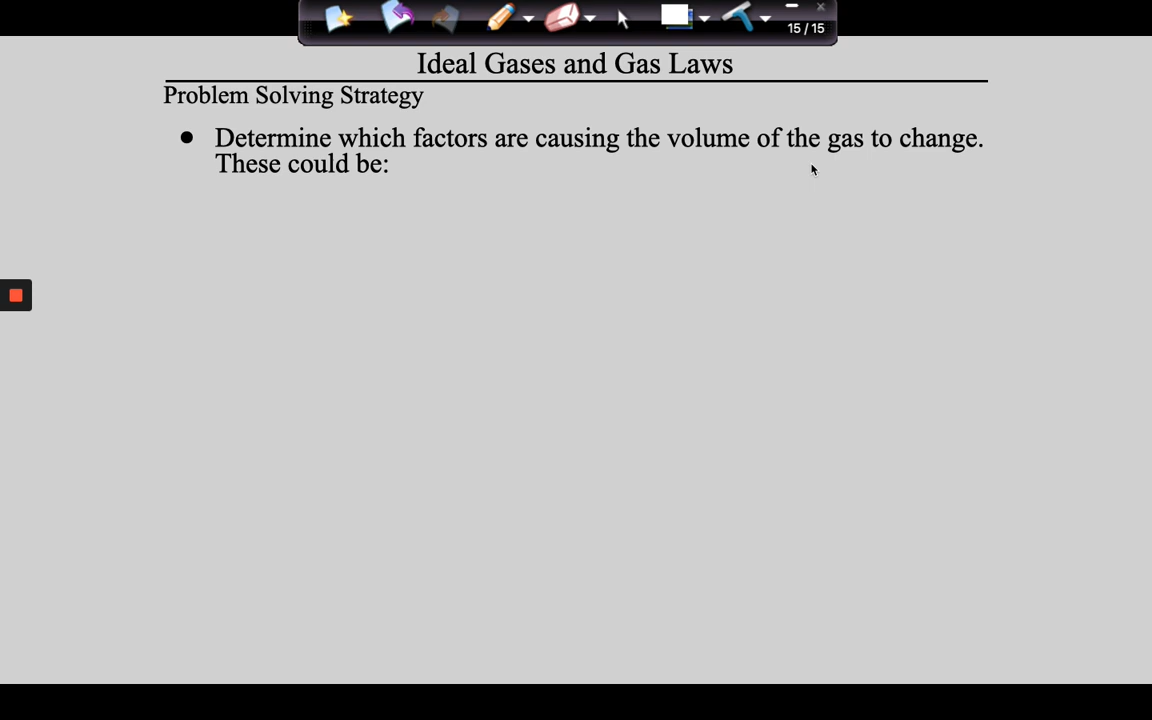 15 / 15
Ideal Gases and Gas Laws
Problem Solving Strategy
● Determine which factors are causing the volume of the gas to change.
These could be: